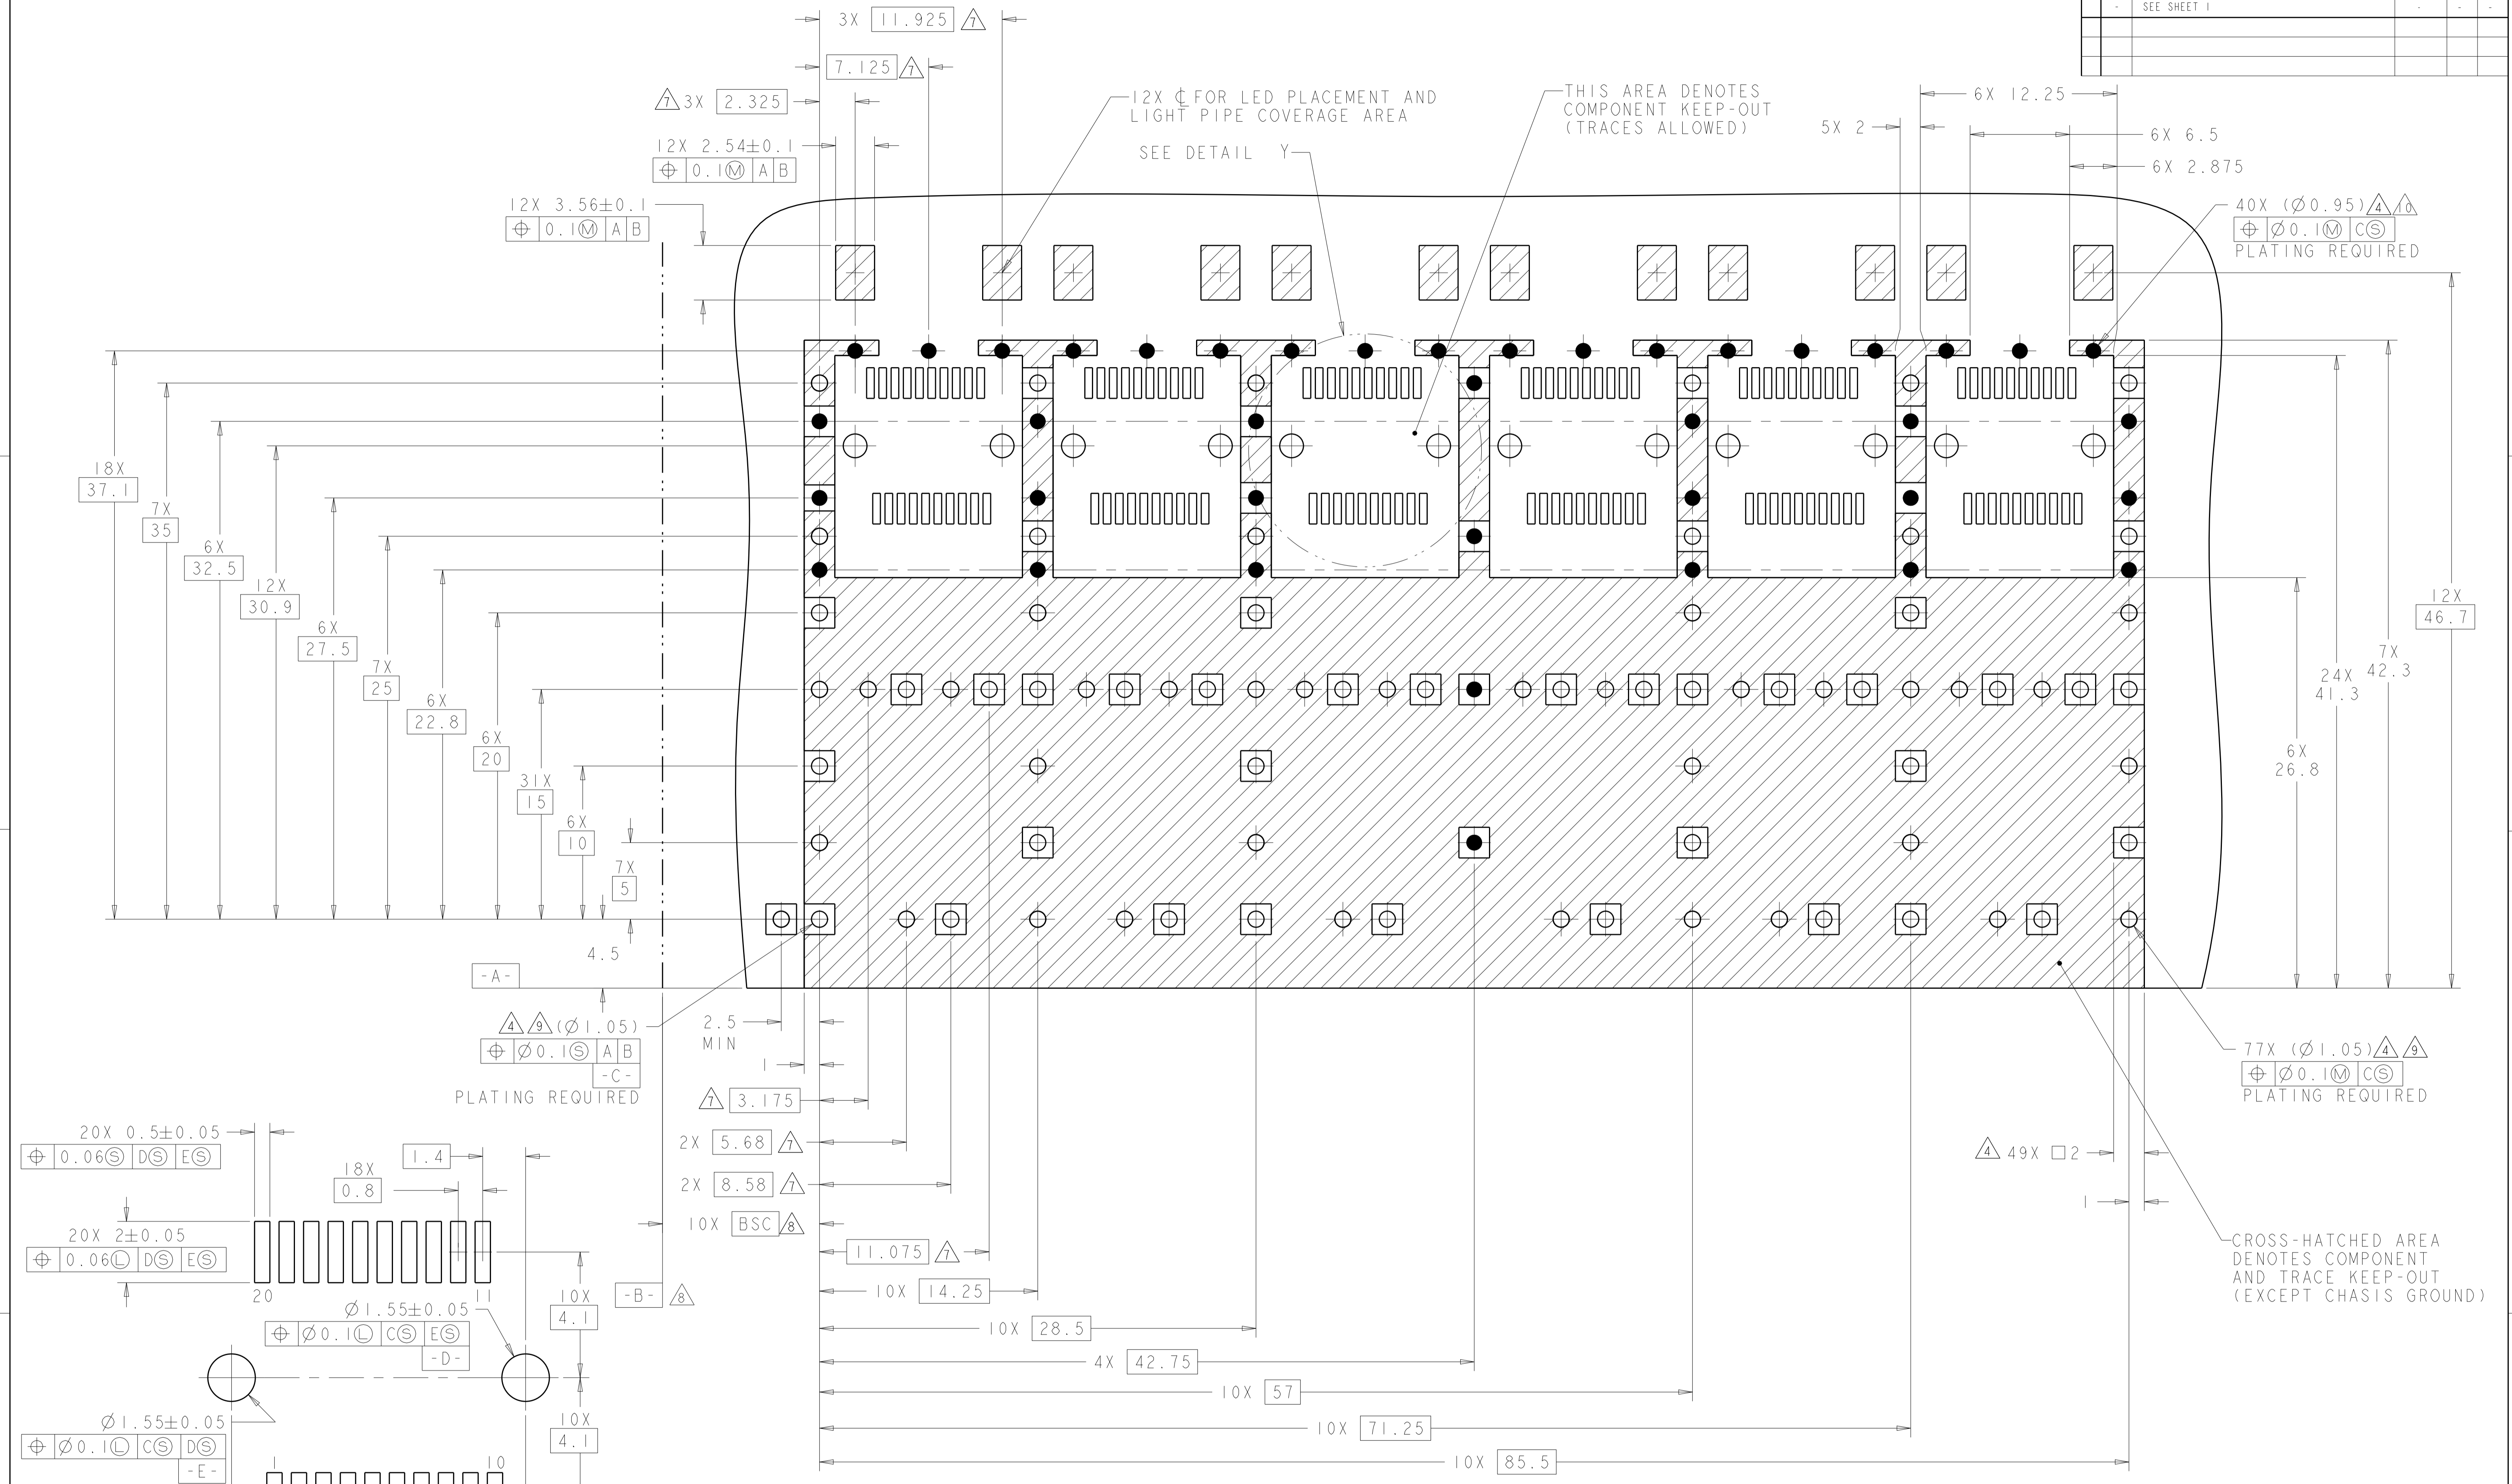 - SEE SHEET 1 - - -
3X 11.925 7
7.125 7
7 3X 2.325
12X 2.54±0.1
⌖ 0.1Ⓜ A B
12X 3.56±0.1
⌖ 0.1Ⓜ A B
12X ℄ FOR LED PLACEMENT AND
LIGHT PIPE COVERAGE AREA
SEE DETAIL Y
THIS AREA DENOTES
COMPONENT KEEP-OUT
(TRACES ALLOWED)
6X 12.25
5X 2
6X 6.5
6X 2.875
40X (Ø0.95) 4 10
⌖ Ø0.1Ⓜ CⓈ
PLATING REQUIRED
18X
37.1
7X
35
6X
32.5
12X
30.9
6X
27.5
7X
25
6X
22.8
6X
20
31X
15
6X
10
7X
5
4.5
12X
46.7
7X
42.3
24X
41.3
6X
26.8
-A-
4 9 (Ø1.05)
⌖ Ø0.1Ⓢ A B
-C-
PLATING REQUIRED
2.5
MIN
1
7 3.175
2X 5.68 7
2X 8.58 7
10X BSC 8
11.075 7
-B- 8
10X 14.25
10X 28.5
4X 42.75
10X 57
10X 71.25
10X 85.5
77X (Ø1.05) 4 9
⌖ Ø0.1Ⓜ CⓈ
PLATING REQUIRED
4 49X □2
1
CROSS-HATCHED AREA
DENOTES COMPONENT
AND TRACE KEEP-OUT
(EXCEPT CHASIS GROUND)
20X 0.5±0.05
⌖ 0.06Ⓢ DⓈ EⓈ
18X
0.8
1.4
20X 2±0.05
⌖ 0.06Ⓛ DⓈ EⓈ
20 11
Ø1.55±0.05
⌖ Ø0.1Ⓛ CⓈ EⓈ
-D-
10X
4.1
Ø1.55±0.05
⌖ Ø0.1Ⓛ CⓈ DⓈ
-E-
10X
4.1
1 10